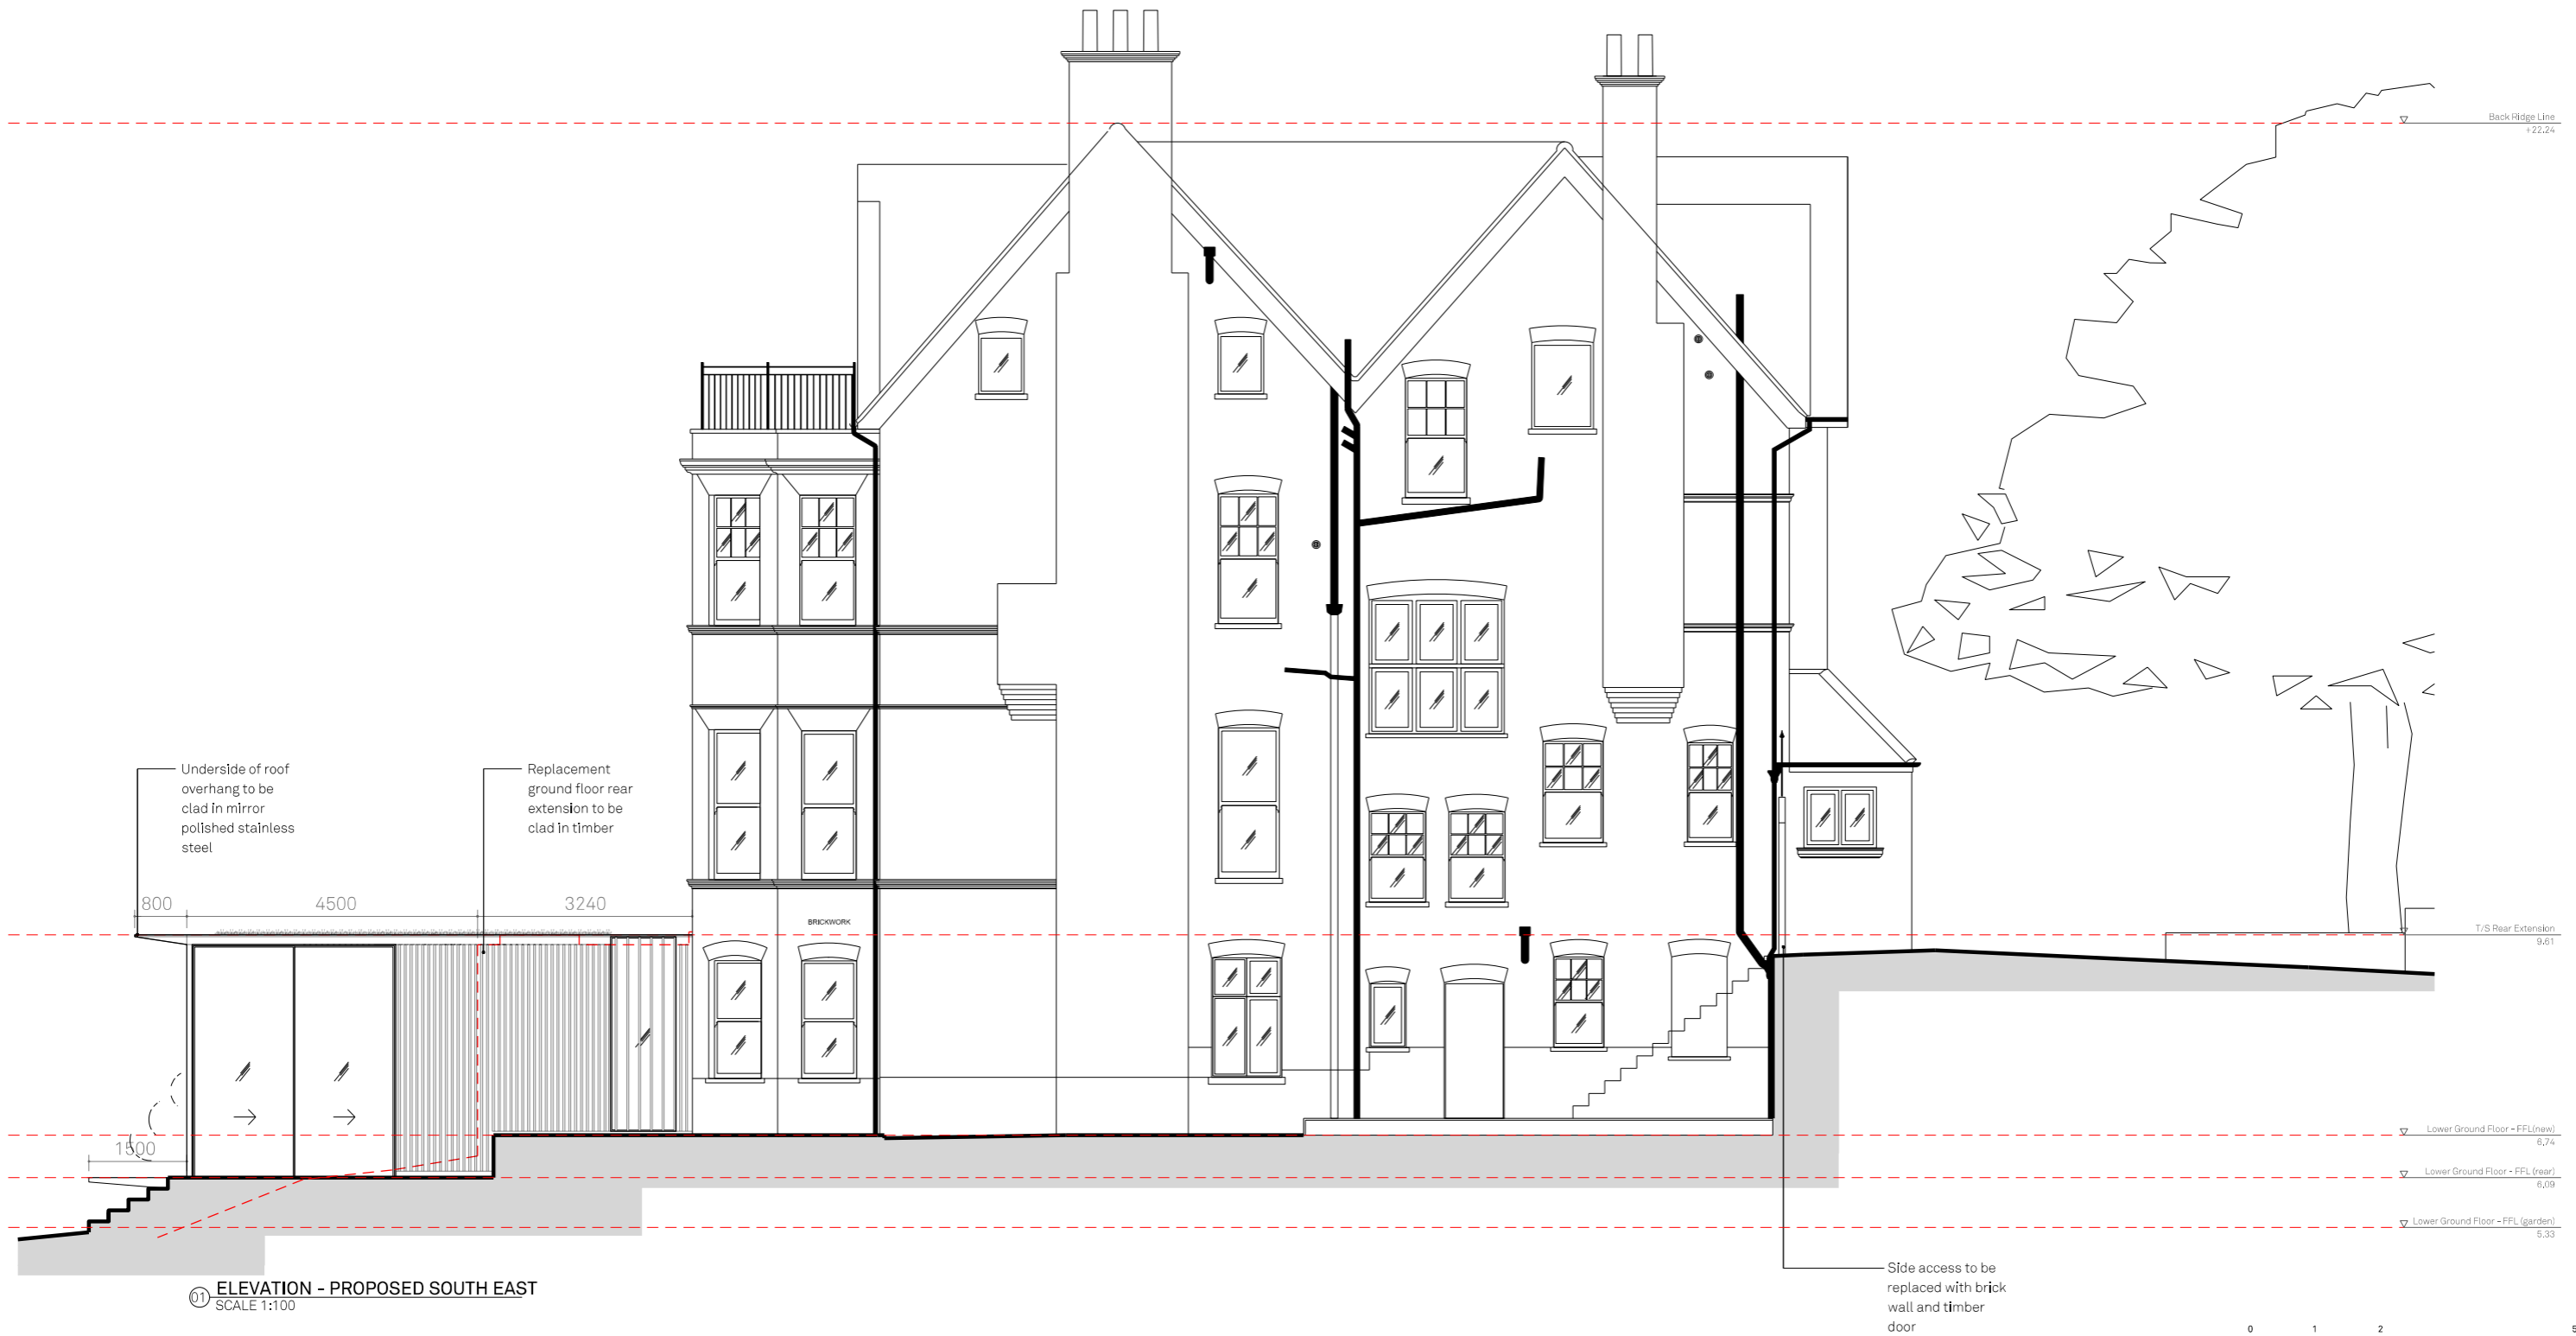 Back Ridge Line
+22,24
Underside of roof
overhang to be
clad in mirror
polished stainless
steel
Replacement
ground floor rear
extension to be
clad in timber
800
4500
3240
BRICKWORK
T/S Rear Extension
9,61
1500
Lower Ground Floor - FFL(new)
6,74
Lower Ground Floor - FFL (rear)
6,09
Lower Ground Floor - FFL (garden)
5,33
Side access to be
replaced with brick
wall and timber
door
01 ELEVATION - PROPOSED SOUTH EAST
SCALE 1:100
0 1 2 5